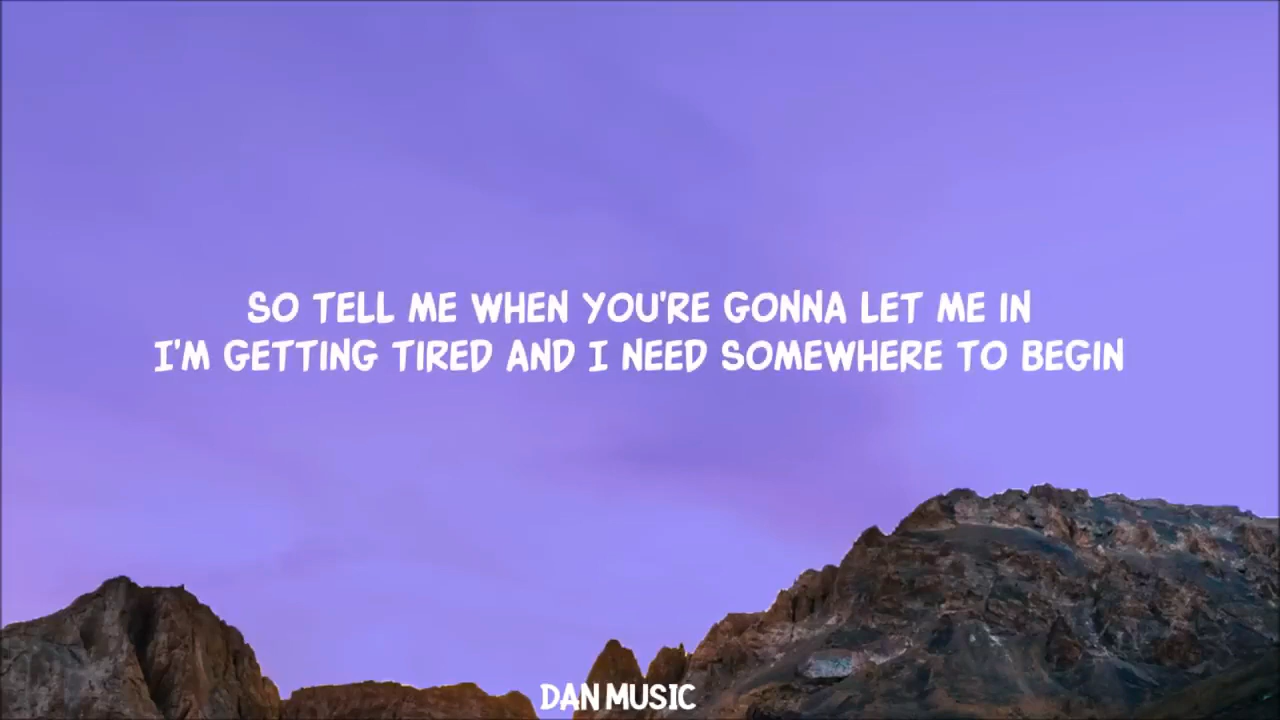 SO TELL ME WHEN YOU'RE GONNA LET ME IN
I'M GETTING TIRED AND I NEED SOMEWHERE TO BEGIN
DAN MUSIC